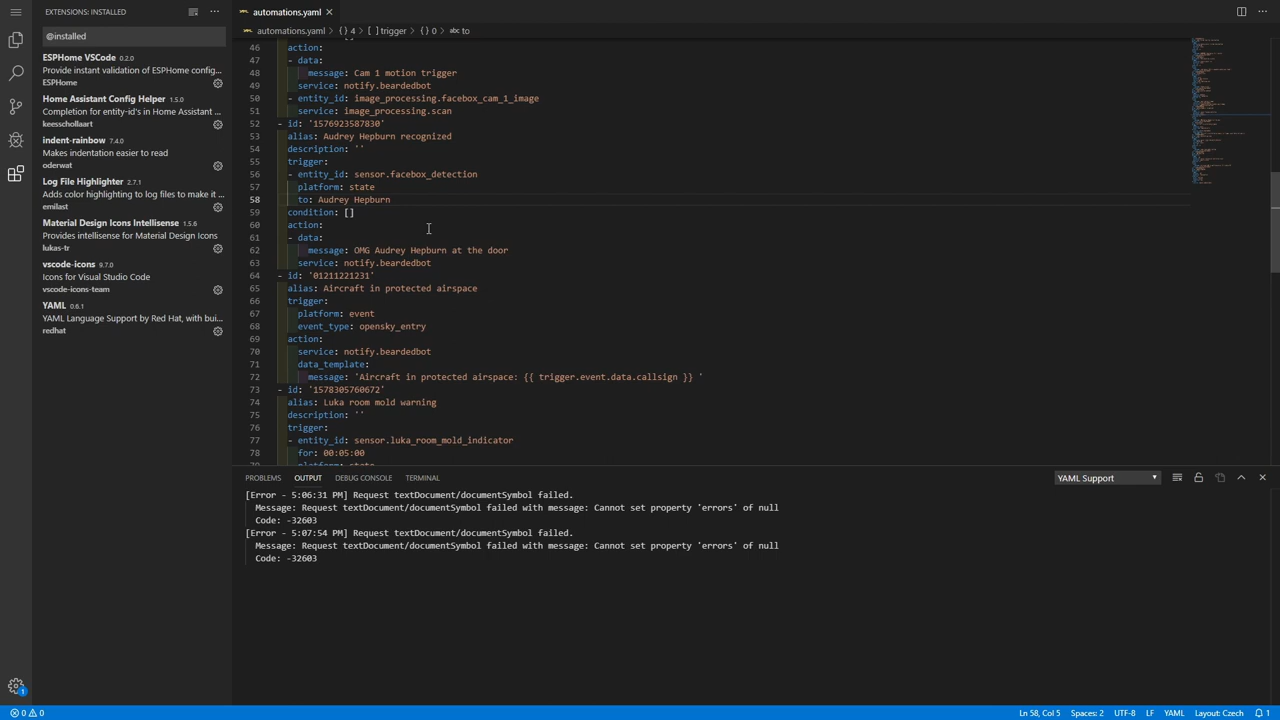 EXTENSIONS: INSTALLED
@installed
ESPHome VSCode 0.2.0
Provide instant validation of ESPHome config...
ESPHome
Home Assistant Config Helper 1.5.0
Completion for entity-id's in Home Assistant ...
keesschollaart
indent-rainbow 7.4.0
Makes indentation easier to read
oderwat
Log File Highlighter 2.7.1
Adds color highlighting to log files to make it ...
emilast
Material Design Icons Intellisense 1.5.6
Provides intellisense for Material Design Icons
lukas-tr
vscode-icons 9.7.0
Icons for Visual Studio Code
vscode-icons-team
YAML 0.6.1
YAML Language Support by Red Hat, with bui...
redhat
automations.yaml
automations.yaml > {} 4 > [ ] trigger > {} 0 > abc to
46 action:
47 - data:
48 message: Cam 1 motion trigger
49 service: notify.beardedbot
50 - entity_id: image_processing.facebox_cam_1_image
51 service: image_processing.scan
52 - id: '1576923587830'
53 alias: Audrey Hepburn recognized
54 description: ''
55 trigger:
56 - entity_id: sensor.facebox_detection
57 platform: state
58 to: Audrey Hepburn
59 condition: []
60 action:
61 - data:
62 message: OMG Audrey Hepburn at the door
63 service: notify.beardedbot
64 - id: '01211221231'
65 alias: Aircraft in protected airspace
66 trigger:
67 platform: event
68 event_type: opensky_entry
69 action:
70 service: notify.beardedbot
71 data_template:
72 message: 'Aircraft in protected airspace: {{ trigger.event.data.callsign }} '
73 - id: '1578305760672'
74 alias: Luka room mold warning
75 description: ''
76 trigger:
77 - entity_id: sensor.luka_room_mold_indicator
78 for: 00:05:00
79 platform: state
PROBLEMS OUTPUT DEBUG CONSOLE TERMINAL
YAML Support
[Error - 5:06:31 PM] Request textDocument/documentSymbol failed.
Message: Request textDocument/documentSymbol failed with message: Cannot set property 'errors' of null
Code: -32603
[Error - 5:07:54 PM] Request textDocument/documentSymbol failed.
Message: Request textDocument/documentSymbol failed with message: Cannot set property 'errors' of null
Code: -32603
1
0 0
Ln 58, Col 5 Spaces: 2 UTF-8 LF YAML Layout: Czech 1